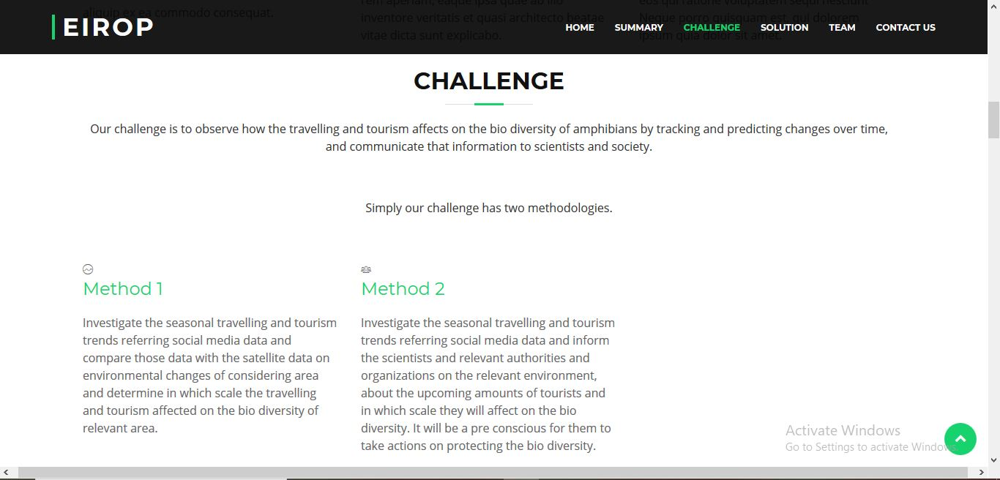 aliquip ex ea commodo consequat.
rem aperiam, eaque ipsa quae ab illo
inventore veritatis et quasi architecto beatae
vitae dicta sunt explicabo.
eos qui ratione voluptatem sequi nesciunt
Neque porro quisquam est, qui dolorem
ipsum quia dolor sit amet.
EIROP
HOME SUMMARY CHALLENGE SOLUTION TEAM CONTACT US
CHALLENGE
Our challenge is to observe how the travelling and tourism affects on the bio diversity of amphibians by tracking and predicting changes over time,
and communicate that information to scientists and society.
Simply our challenge has two methodologies.
Method 1
Investigate the seasonal travelling and tourism
trends referring social media data and
compare those data with the satellite data on
environmental changes of considering area
and determine in which scale the travelling
and tourism affected on the bio diversity of
relevant area.
Method 2
Investigate the seasonal travelling and tourism
trends referring social media data and inform
the scientists and relevant authorities and
organizations on the relevant environment,
about the upcoming amounts of tourists and
in which scale they will affect on the bio
diversity. It will be a pre conscious for them to
take actions on protecting the bio diversity.
Activate Windows
Go to Settings to activate Windows.